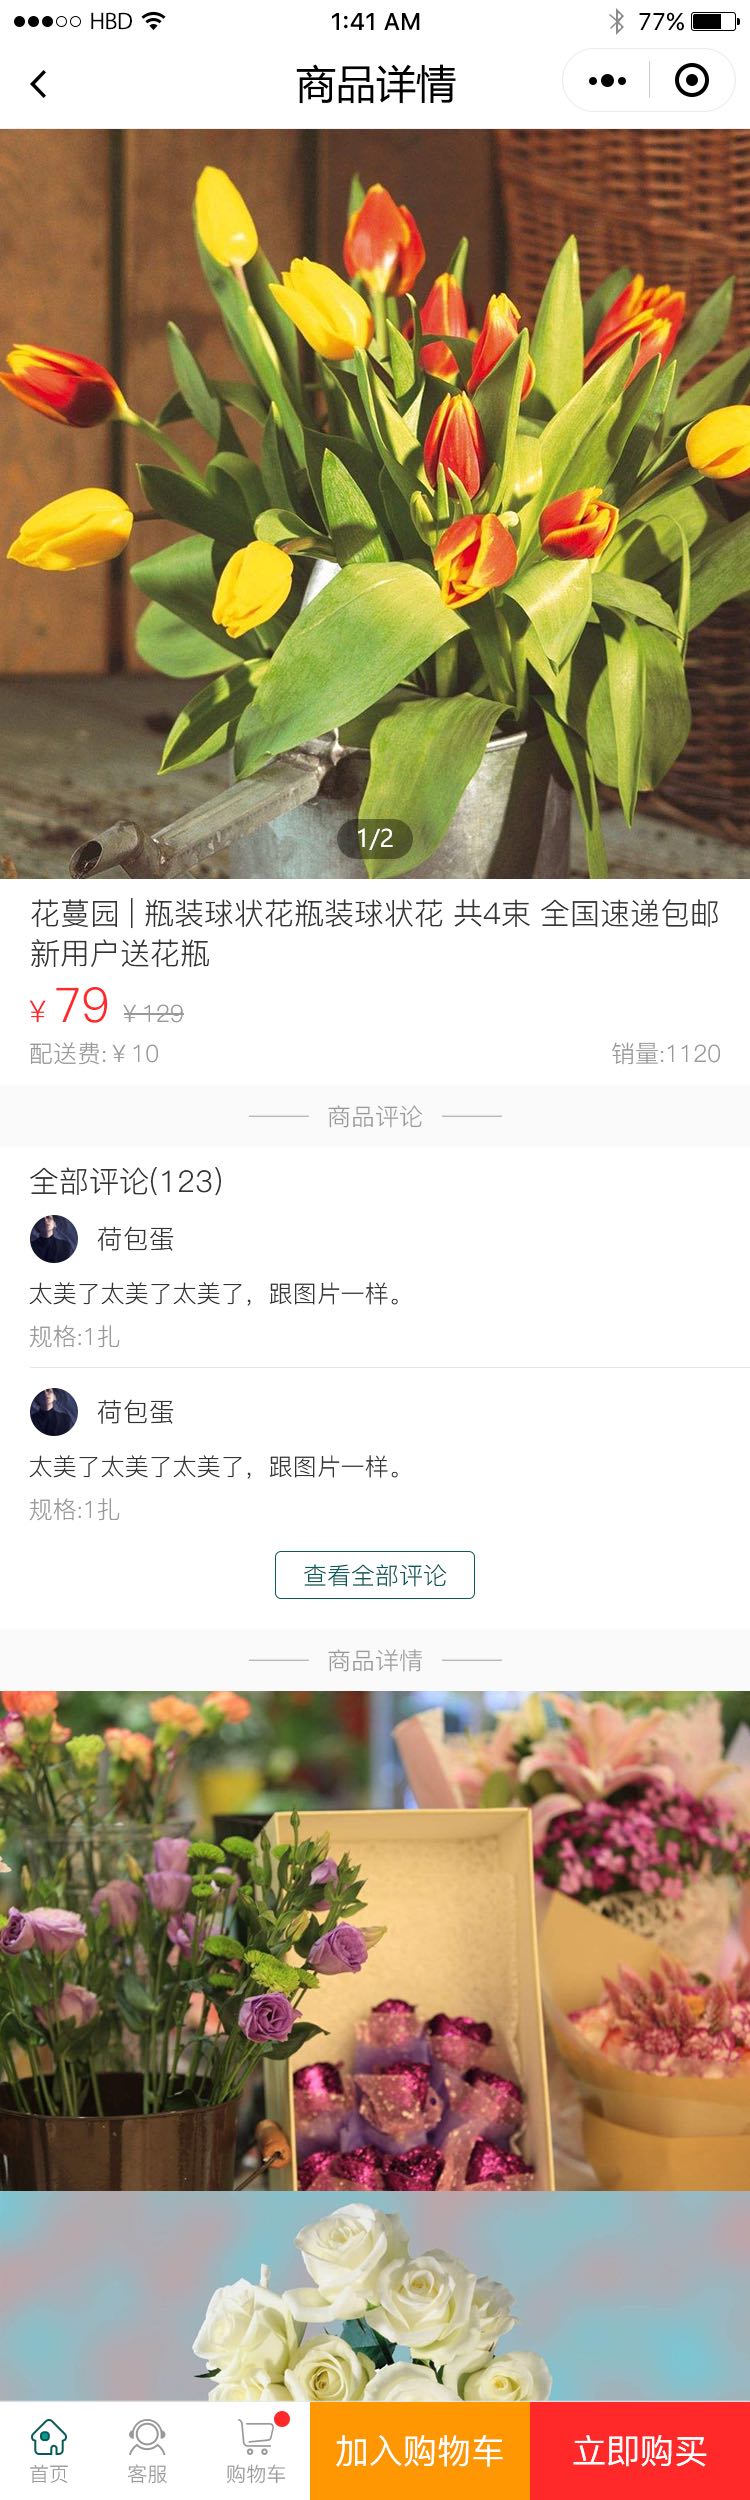 HBD 1:41 AM 77%
商品详情
1/2
花蔓园 | 瓶装球状花瓶装球状花 共4束 全国速递包邮
新用户送花瓶
¥ 79 ¥129
配送费:¥10 销量:1120
商品评论
全部评论(123)
荷包蛋
太美了太美了太美了，跟图片一样。
规格:1扎
荷包蛋
太美了太美了太美了，跟图片一样。
规格:1扎
查看全部评论
商品详情
首页 客服 购物车 加入购物车 立即购买